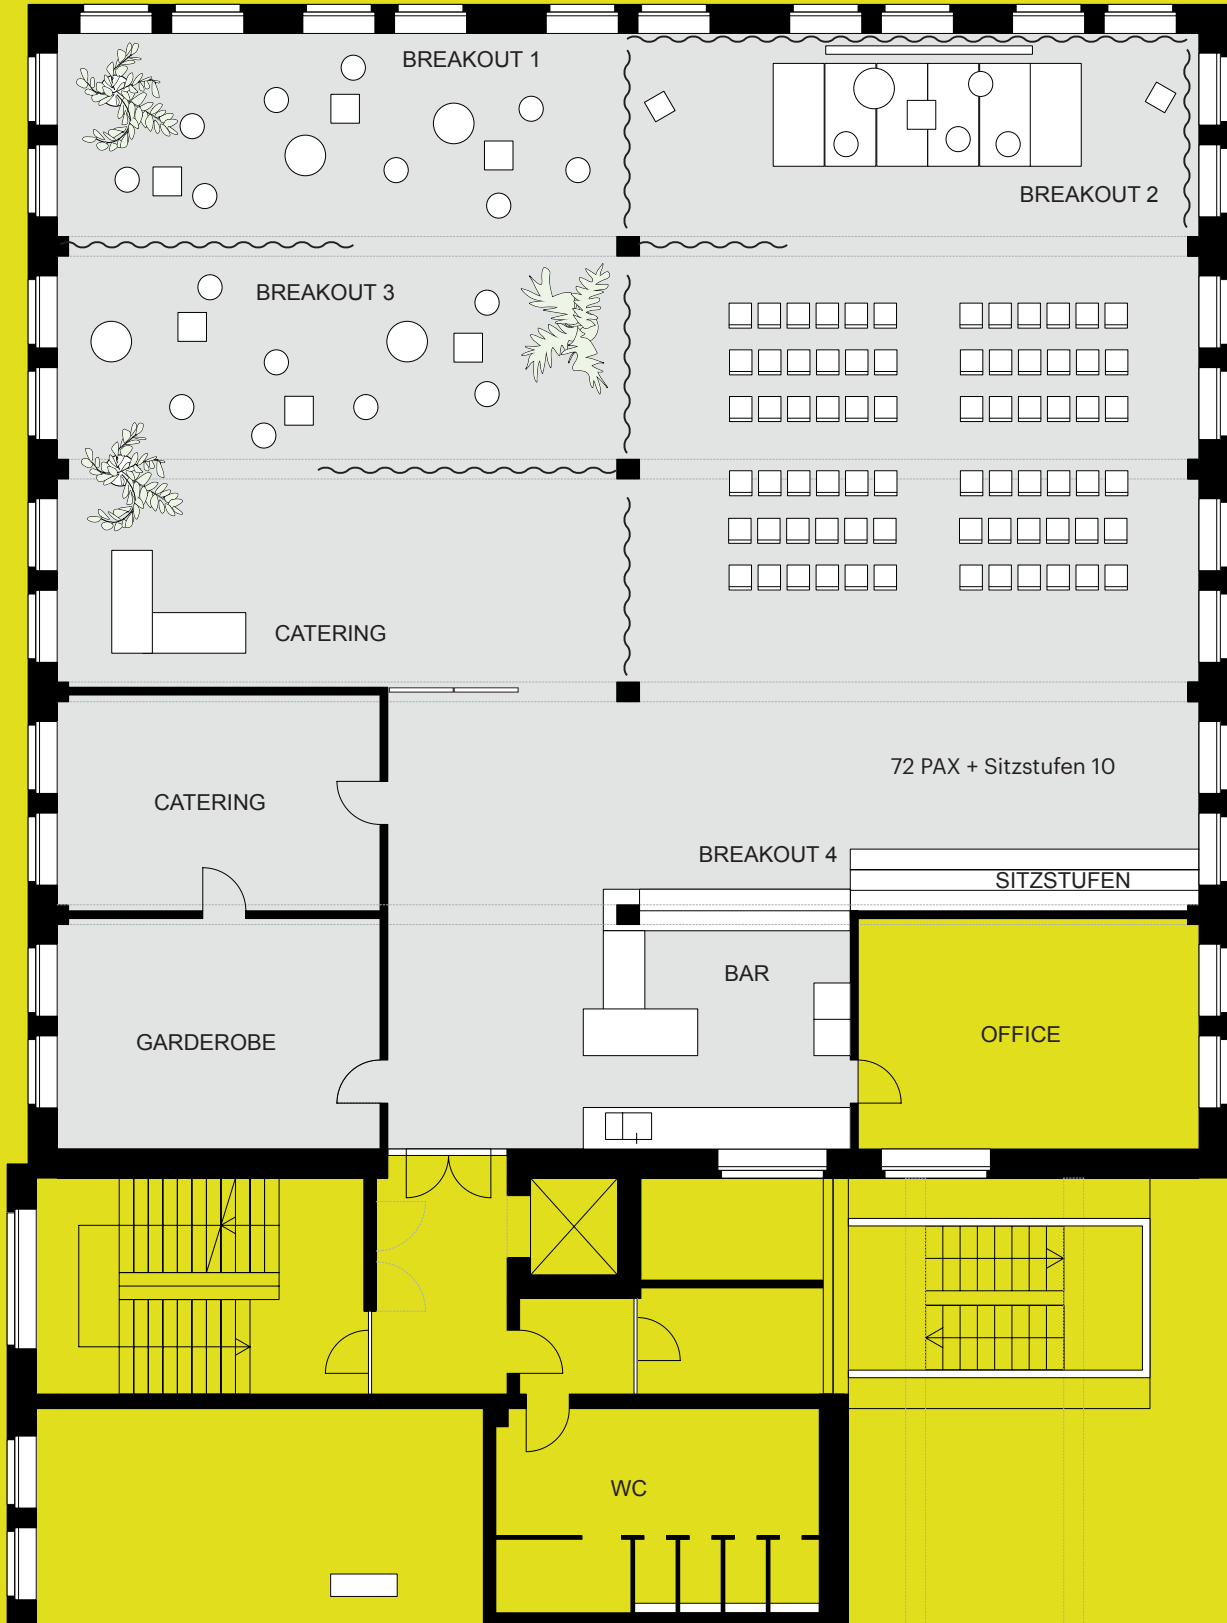 BREAKOUT 1
BREAKOUT 2
BREAKOUT 3
CATERING
72 PAX + Sitzstufen 10
CATERING
BREAKOUT 4
SITZSTUFEN
BAR
OFFICE
GARDEROBE
WC